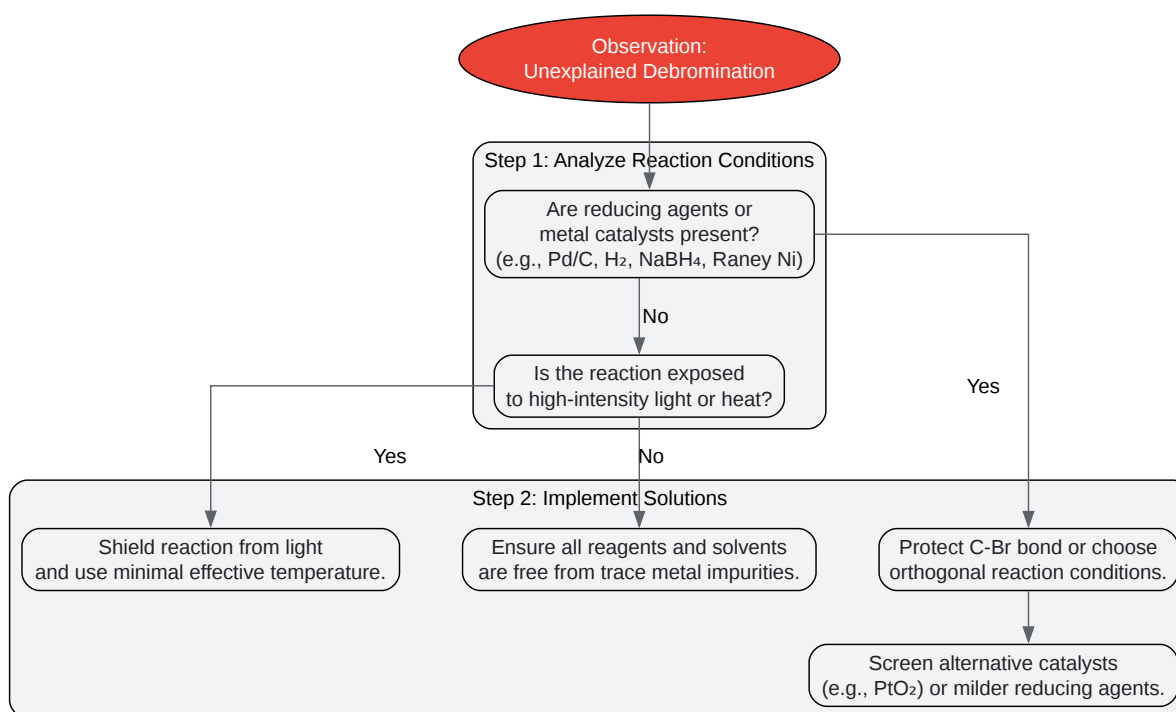 Observation:
Unexplained Debromination
Step 1: Analyze Reaction Conditions
Are reducing agents or
metal catalysts present?
(e.g., Pd/C, H₂, NaBH₄, Raney Ni)
No
Is the reaction exposed
to high-intensity light or heat?
Yes
Yes
No
Step 2: Implement Solutions
Shield reaction from light
and use minimal effective temperature.
Ensure all reagents and solvents
are free from trace metal impurities.
Protect C-Br bond or choose
orthogonal reaction conditions.
Screen alternative catalysts
(e.g., PtO₂) or milder reducing agents.